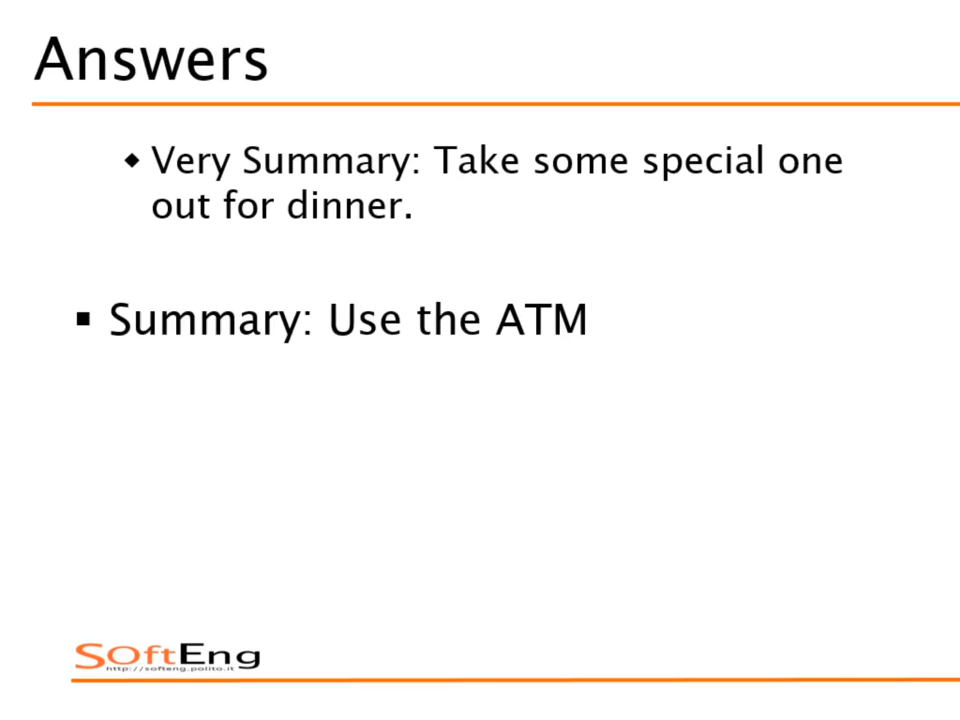 Answers
◆ Very Summary: Take some special one
out for dinner.
▪ Summary: Use the ATM
SOftEng
http://softeng.polito.it